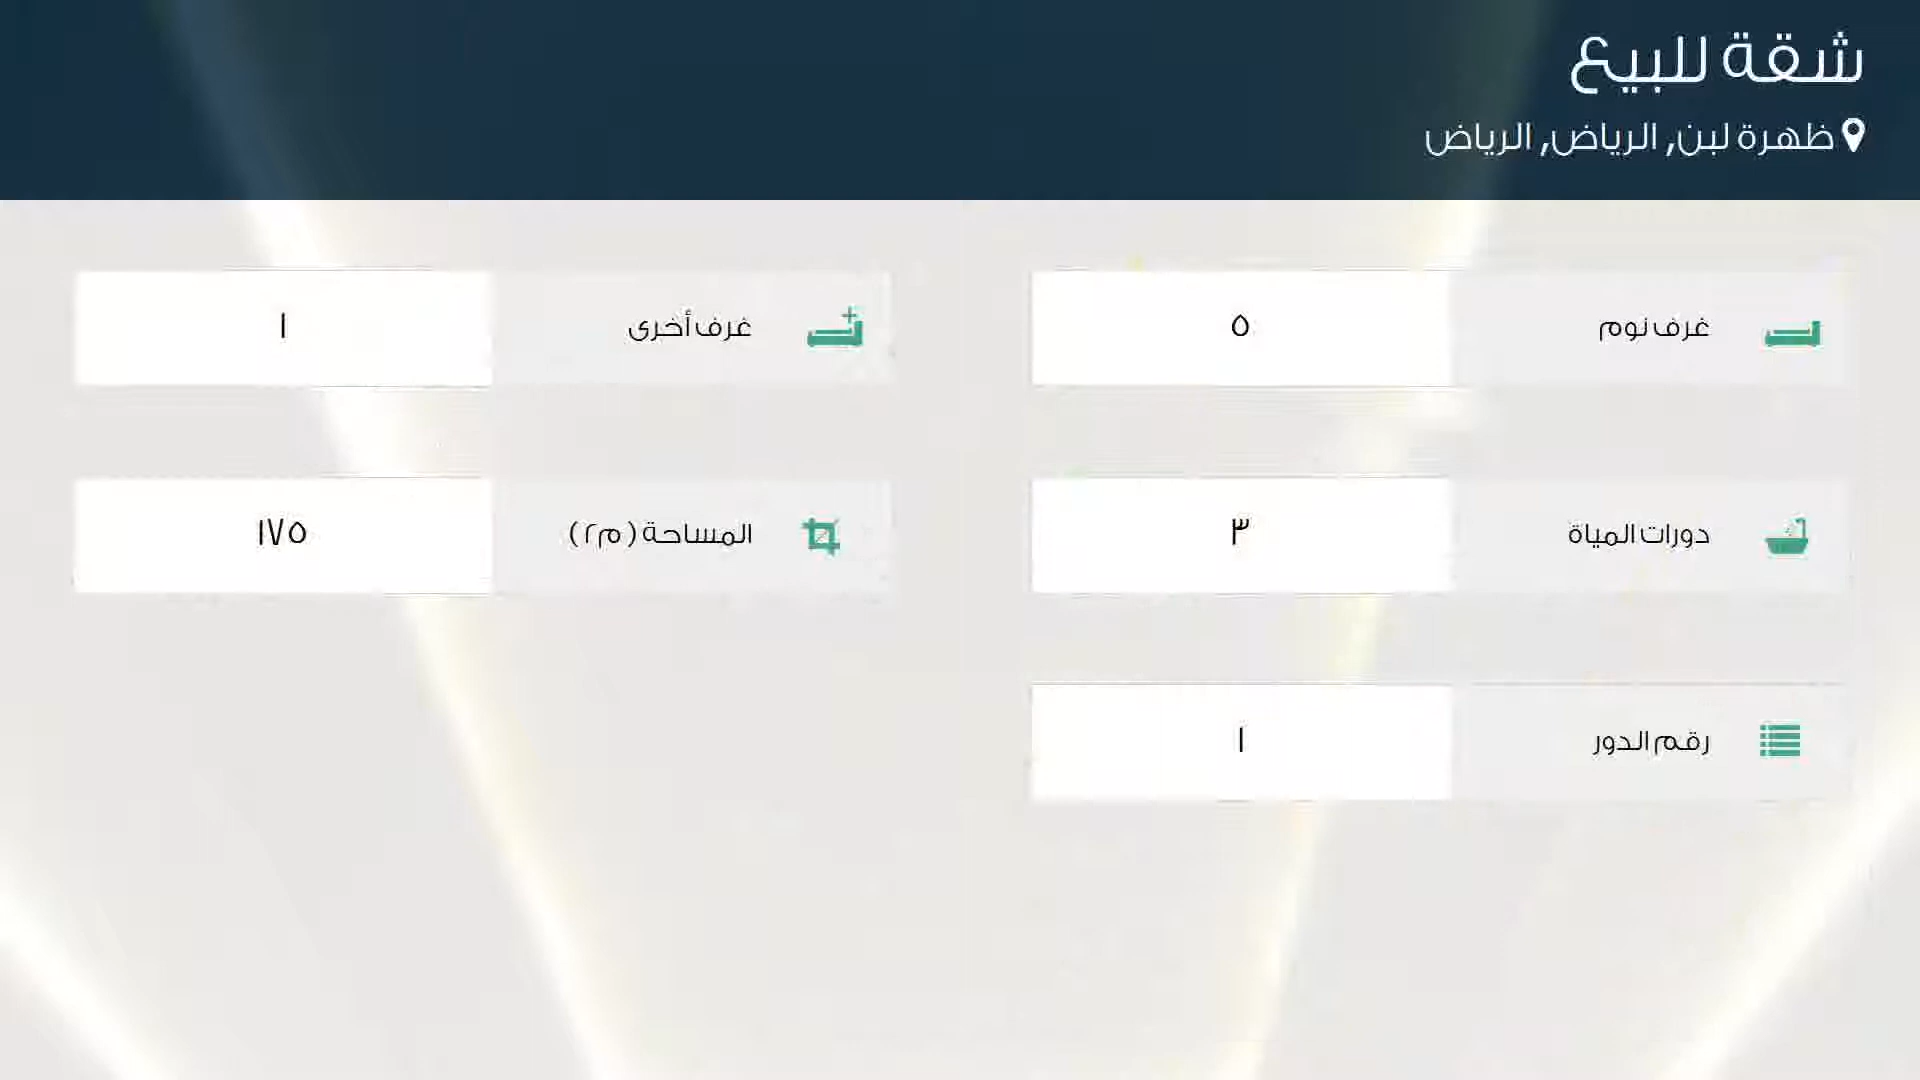 شقة للبيع
ظهرة لبن, الرياض, الرياض
غرف نوم ٥
غرف أخرى ١
دورات المياة ٣
المساحة (م٢) ١٧٥
رقم الدور ١